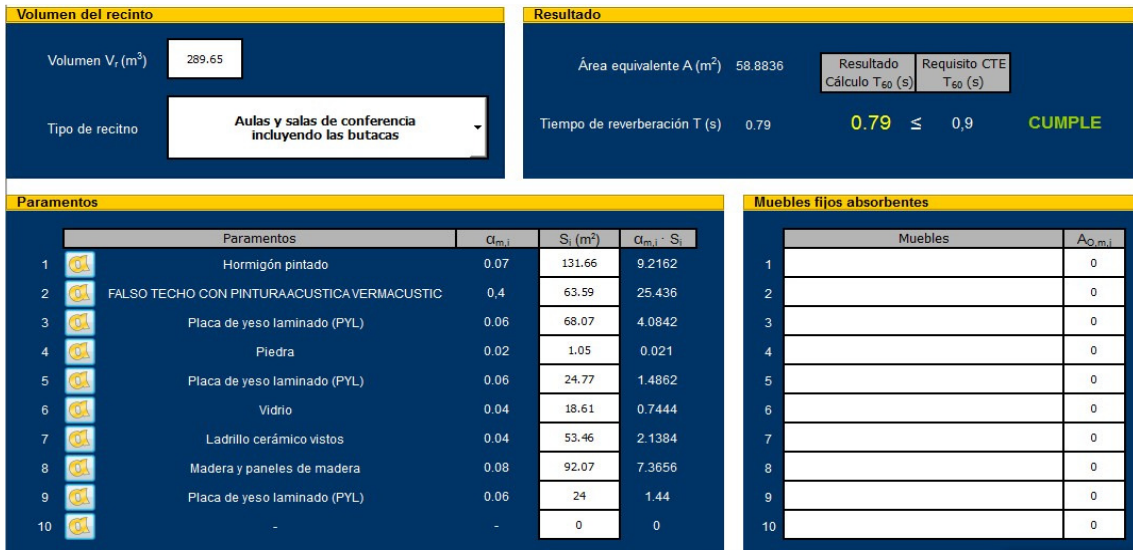 Volumen del recinto
Volumen Vr (m³) 289.65
Tipo de recitno Aulas y salas de conferencia
incluyendo las butacas
Resultado
Área equivalente A (m²) 58.8836
Resultado
Cálculo T60 (s)
Requisito CTE
T60 (s)
Tiempo de reverberación T (s) 0.79
0.79 ≤ 0,9 CUMPLE
Paramentos
Paramentos αm,i Si (m²) αm,i · Si
1 Hormigón pintado 0.07 131.66 9.2162
2 FALSO TECHO CON PINTURAACUSTICAVERMACUSTIC 0,4 63.59 25.436
3 Placa de yeso laminado (PYL) 0.06 68.07 4.0842
4 Piedra 0.02 1.05 0.021
5 Placa de yeso laminado (PYL) 0.06 24.77 1.4862
6 Vidrio 0.04 18.61 0.7444
7 Ladrillo cerámico vistos 0.04 53.46 2.1384
8 Madera y paneles de madera 0.08 92.07 7.3656
9 Placa de yeso laminado (PYL) 0.06 24 1.44
10 - - 0 0
Muebles fijos absorbentes
Muebles AO,m,j
1 0
2 0
3 0
4 0
5 0
6 0
7 0
8 0
9 0
10 0